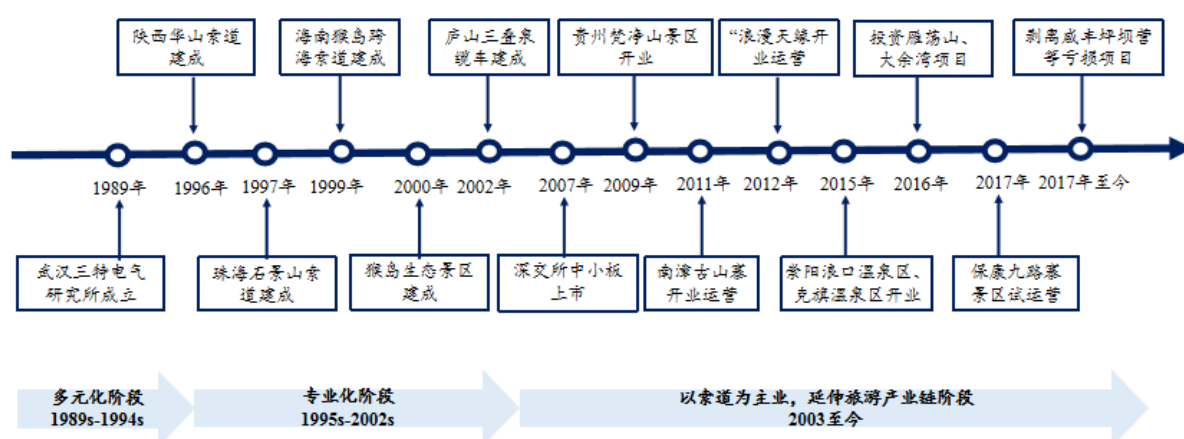 陕西华山索道
建成
海南猴岛跨
海索道建成
庐山三叠泉
缆车建成
贵州梵净山景区
开业
“浪漫天缘开
业运营
投资雁荡山、
大余湾项目
剥离咸丰坪坝营
等亏损项目
1989年
1996年
1997年
1999年
2000年
2002年
2007年
2009年
2011年
2012年
2015年
2016年
2017年
2017年至今
武汉三特电气
研究所成立
珠海石景山索
道建成
猴岛生态景区
建成
深交所中小板
上市
南漳古山寨
开业运营
崇阳浪口温泉区、
克旗温泉区开业
保康九路寨
景区试运营
多元化阶段
1989s-1994s
专业化阶段
1995s-2002s
以索道为主业，延伸旅游产业链阶段
2003至今